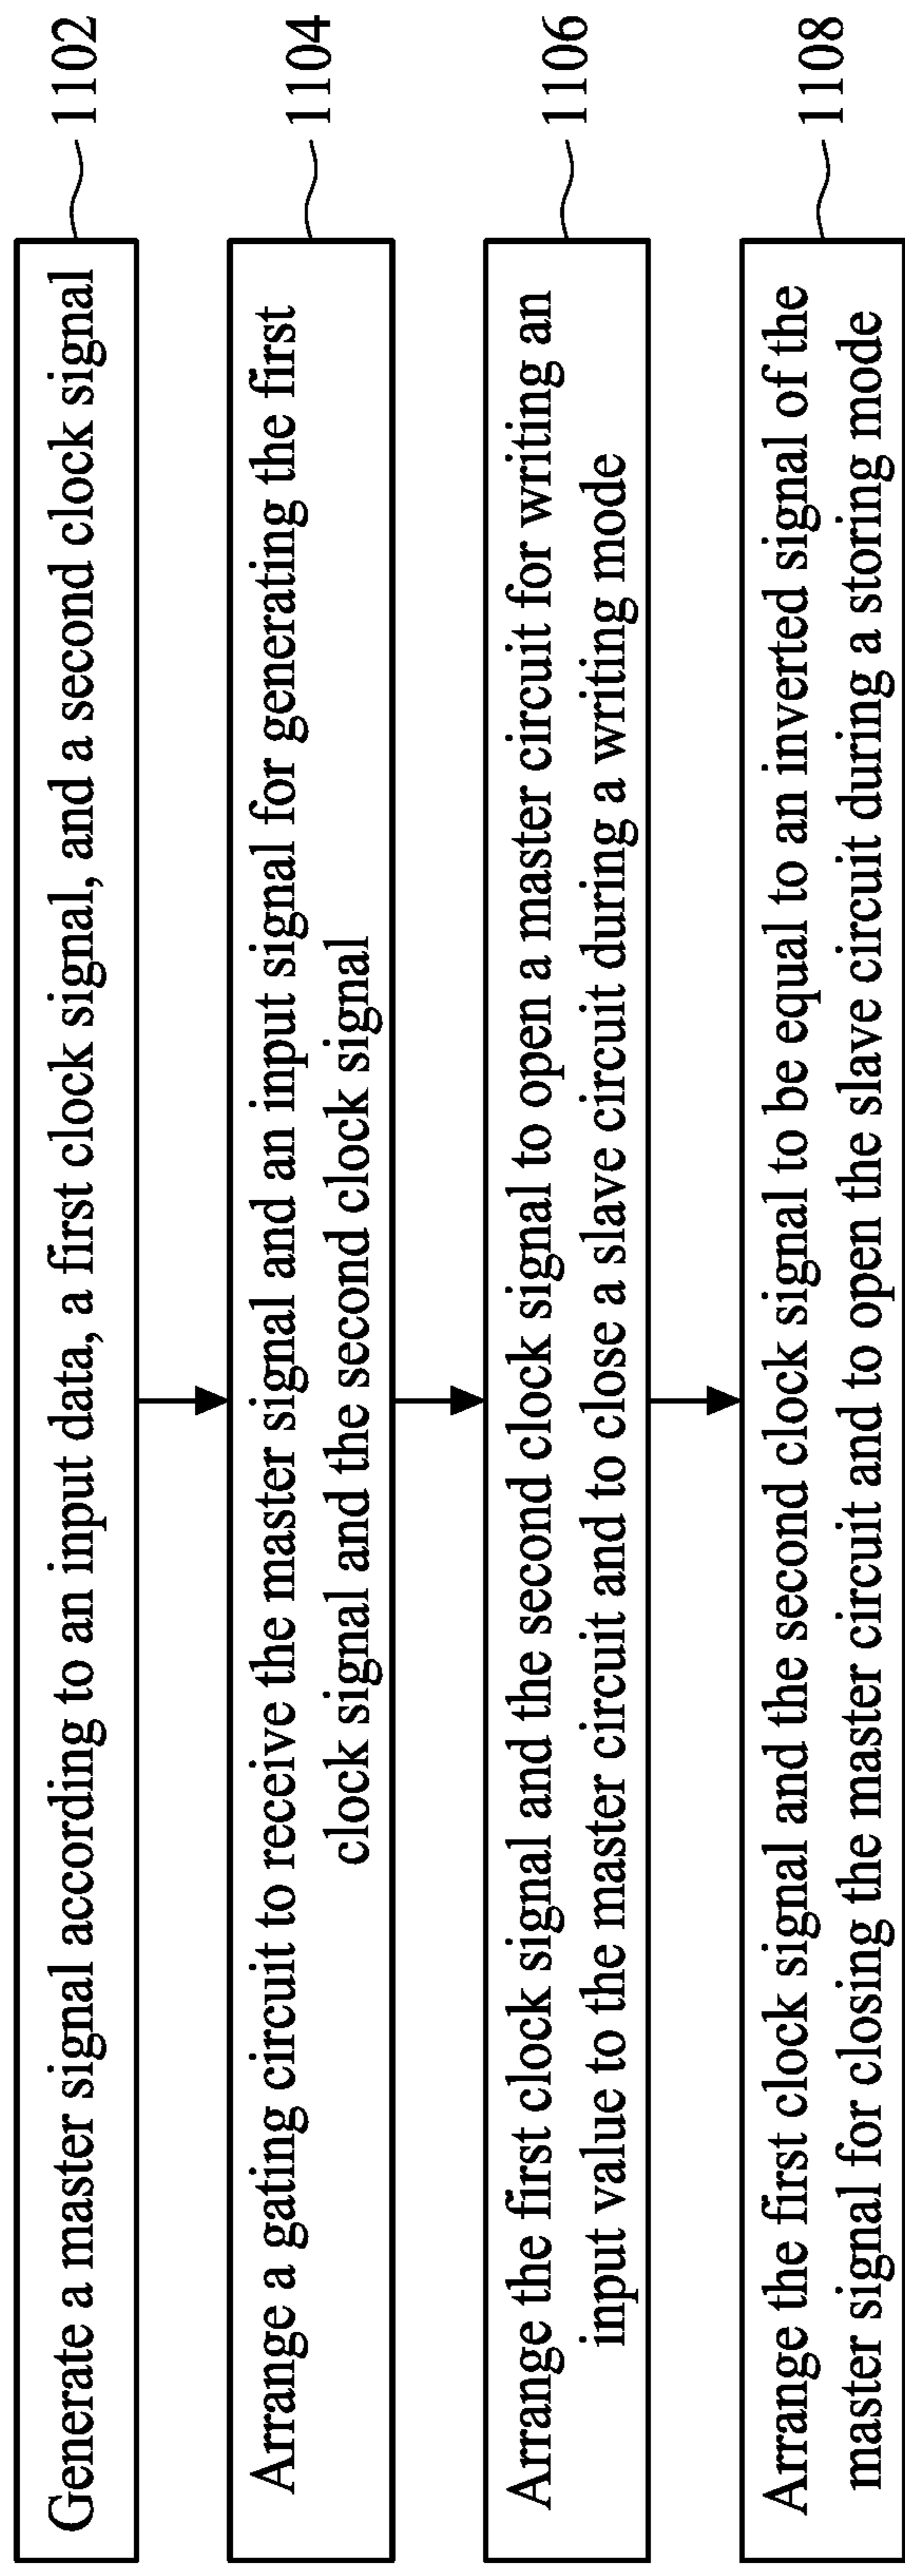 Generate a master signal according to an input data, a first clock signal, and a second clock signal
1102
Arrange a gating circuit to receive the master signal and an input signal for generating the first
clock signal and the second clock signal
1104
Arrange the first clock signal and the second clock signal to open a master circuit for writing an
input value to the master circuit and to close a slave circuit during a writing mode
1106
Arrange the first clock signal and the second clock signal to be equal to an inverted signal of the
master signal for closing the master circuit and to open the slave circuit during a storing mode
1108